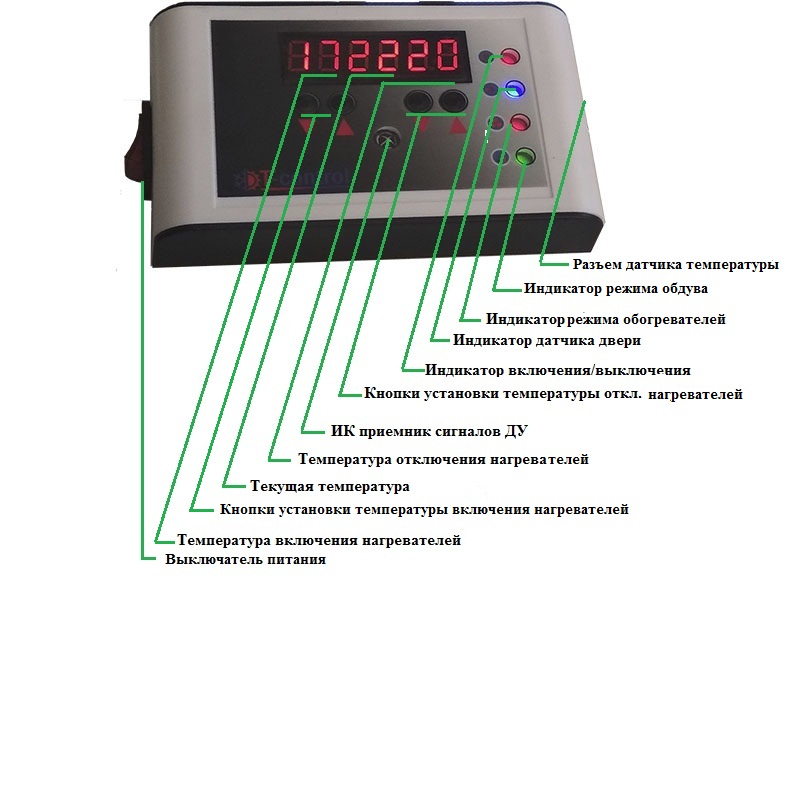 172220
DT-control
Разъем датчика температуры
Индикатор режима обдува
Индикатор режима обогревателей
Индикатор датчика двери
Индикатор включения/выключения
Кнопки установки температуры откл. нагревателей
ИК приемник сигналов ДУ
Температура отключения нагревателей
Текущая температура
Кнопки установки температуры включения нагревателей
Температура включения нагревателей
Выключатель питания